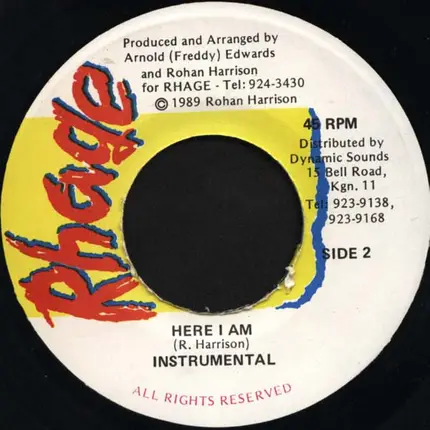 Produced and Arranged by
Arnold (Freddy) Edwards
and Rohan Harrison
for RHAGE - Tel: 924-3430
© 1989 Rohan Harrison
Rhage
45 RPM
Distributed by
Dynamic Sounds
15 Bell Road,
Kgn. 11
Tel: 923-9138,
923-9168
SIDE 2
HERE I AM
(R. Harrison)
INSTRUMENTAL
ALL RIGHTS RESERVED